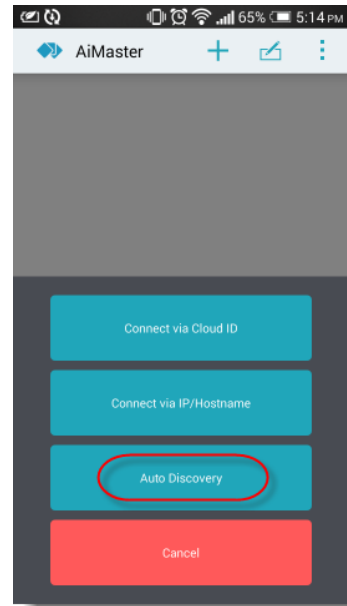 65% 5:14 PM
AiMaster
Connect via Cloud ID
Connect via IP/Hostname
Auto Discovery
Cancel